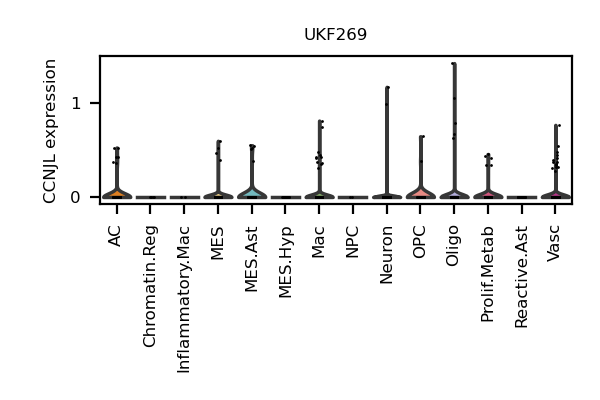 UKF269
CCNJL expression
1
0
AC
Chromatin.Reg
Inflammatory.Mac
MES
MES.Ast
MES.Hyp
Mac
NPC
Neuron
OPC
Oligo
Prolif.Metab
Reactive.Ast
Vasc